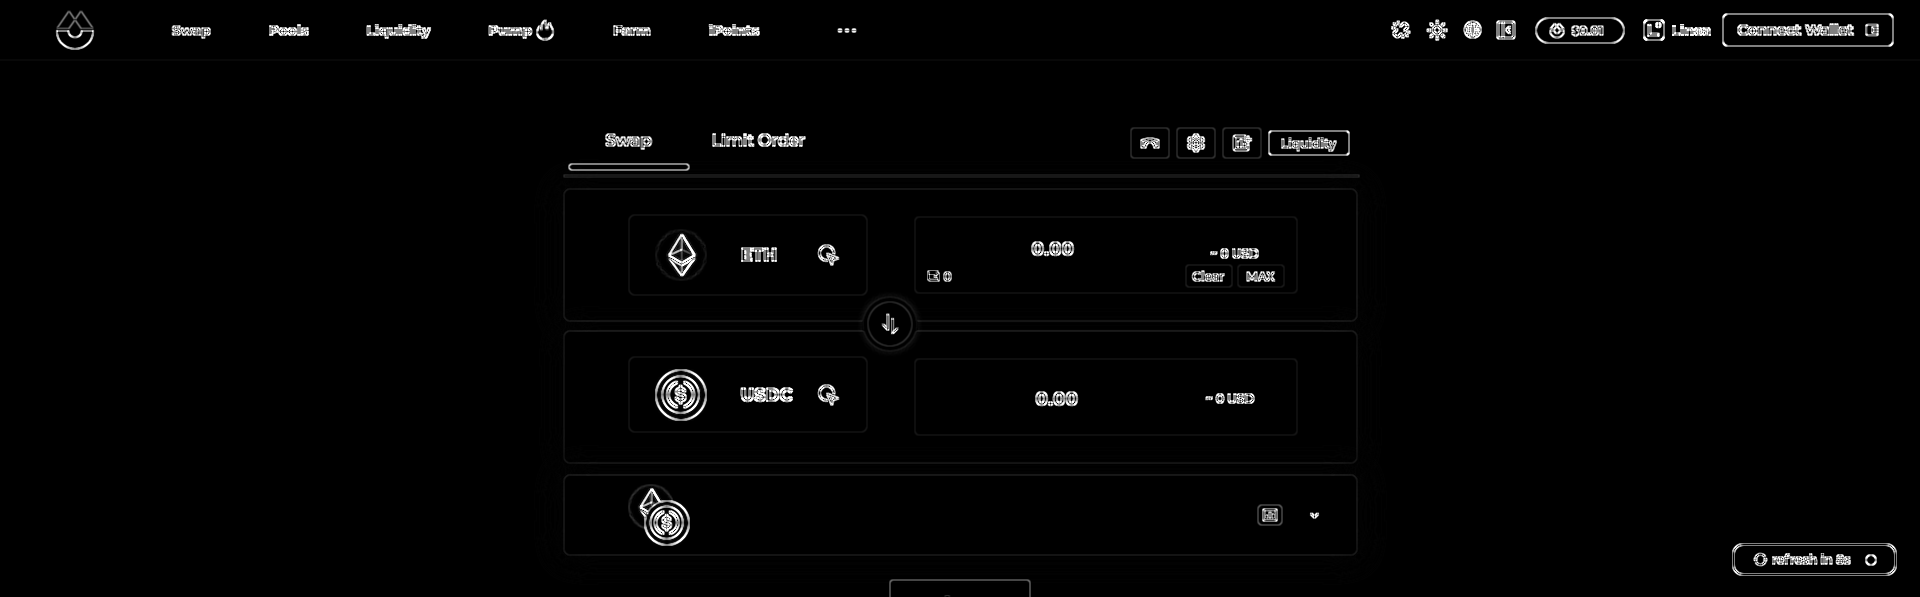 Swap Pools Liquidity Pump Farm iPoints ... $0.01 Linea Connect Wallet
Swap Limit Order Liquidity
ETH 0.00 ~ 0 USD
0 Clear MAX
USDC 0.00 ~ 0 USD
refresh in 8s